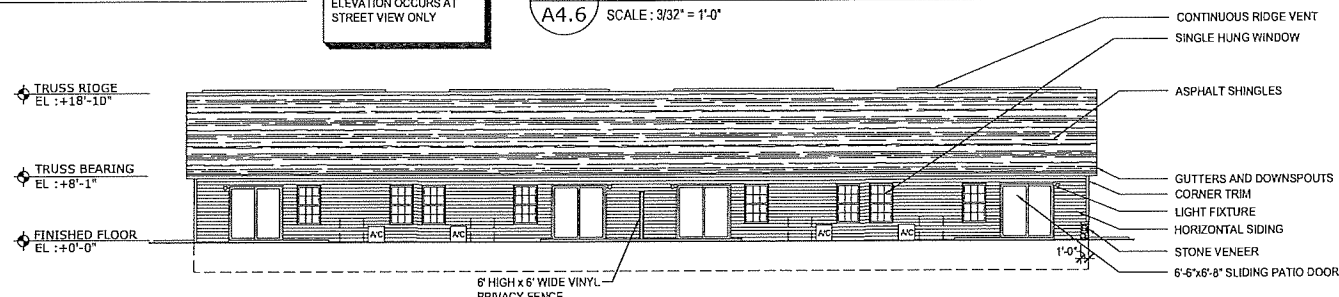 ELEVATION OCCURS AT
STREET VIEW ONLY
A4.6
SCALE : 3/32" = 1'-0"
CONTINUOUS RIDGE VENT
SINGLE HUNG WINDOW
TRUSS RIDGE
EL :+18'-10"
ASPHALT SHINGLES
TRUSS BEARING
EL :+8'-1"
GUTTERS AND DOWNSPOUTS
CORNER TRIM
LIGHT FIXTURE
HORIZONTAL SIDING
FINISHED FLOOR
EL :+0'-0"
A/C
A/C
A/C
A/C
STONE VENEER
1'-0"
6'-6"x6'-8" SLIDING PATIO DOOR
6' HIGH x 6' WIDE VINYL
PRIVACY FENCE